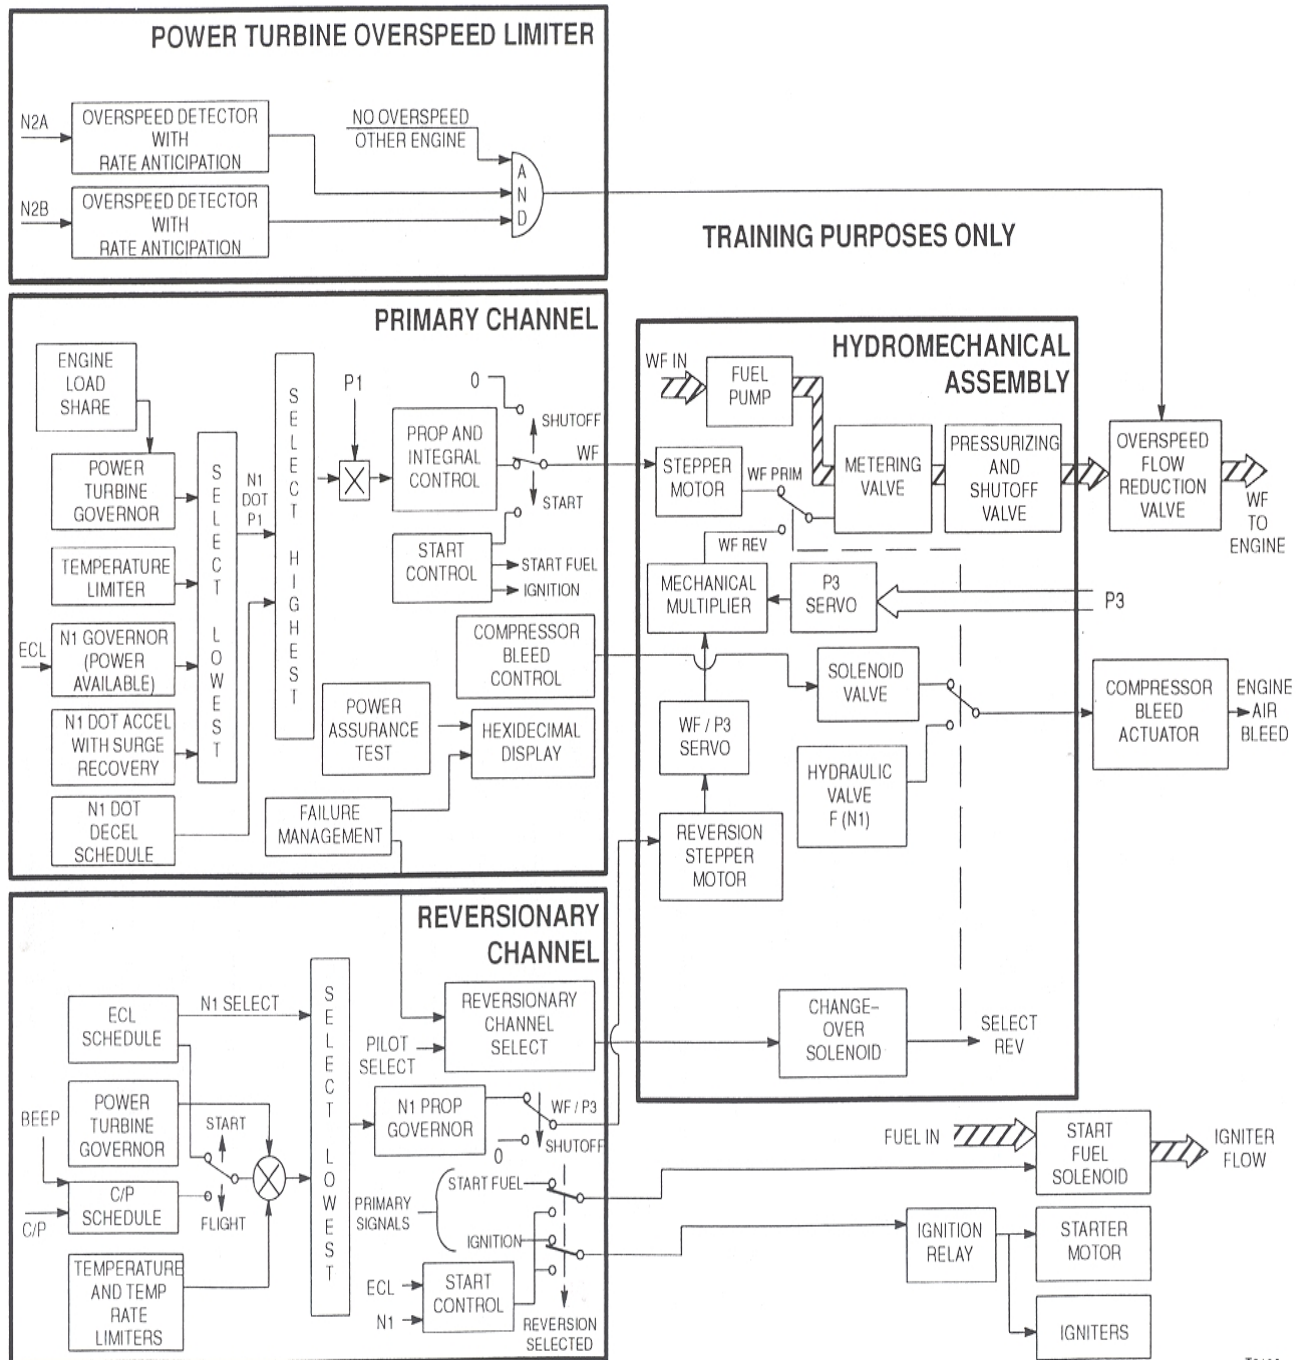 POWER TURBINE OVERSPEED LIMITER
N2A
OVERSPEED DETECTOR
WITH
RATE ANTICIPATION
NO OVERSPEED
OTHER ENGINE
N2B
OVERSPEED DETECTOR
WITH
RATE ANTICIPATION
A
N
D
TRAINING PURPOSES ONLY
PRIMARY CHANNEL
ENGINE
LOAD
SHARE
POWER
TURBINE
GOVERNOR
TEMPERATURE
LIMITER
ECL
N1 GOVERNOR
(POWER
AVAILABLE)
N1 DOT ACCEL
WITH SURGE
RECOVERY
N1 DOT
DECEL
SCHEDULE
SELECT LOWEST
N1
DOT
P1
SELECT HIGHEST
P1
X
PROP AND
INTEGRAL
CONTROL
0
SHUTOFF
WF
START
START
CONTROL
START FUEL
IGNITION
COMPRESSOR
BLEED
CONTROL
POWER
ASSURANCE
TEST
HEXIDECIMAL
DISPLAY
FAILURE
MANAGEMENT
HYDROMECHANICAL
ASSEMBLY
WF IN
FUEL
PUMP
STEPPER
MOTOR
WF PRIM
WF REV
METERING
VALVE
PRESSURIZING
AND
SHUTOFF
VALVE
OVERSPEED
FLOW
REDUCTION
VALVE
WF
TO
ENGINE
MECHANICAL
MULTIPLIER
P3
SERVO
P3
SOLENOID
VALVE
WF / P3
SERVO
HYDRAULIC
VALVE
F (N1)
COMPRESSOR
BLEED
ACTUATOR
ENGINE
AIR
BLEED
REVERSION
STEPPER
MOTOR
CHANGE–
OVER
SOLENOID
SELECT
REV
REVERSIONARY
CHANNEL
ECL
SCHEDULE
N1 SELECT
POWER
TURBINE
GOVERNOR
BEEP
START
C/P
SCHEDULE
C/P
FLIGHT
X
TEMPERATURE
AND TEMP
RATE
LIMITERS
SELECT LOWEST
REVERSIONARY
CHANNEL
SELECT
PILOT
SELECT
N1 PROP
GOVERNOR
WF / P3
0
SHUTOFF
PRIMARY
SIGNALS
START FUEL
IGNITION
ECL
N1
START
CONTROL
REVERSION
SELECTED
FUEL IN
START
FUEL
SOLENOID
IGNITER
FLOW
IGNITION
RELAY
STARTER
MOTOR
IGNITERS